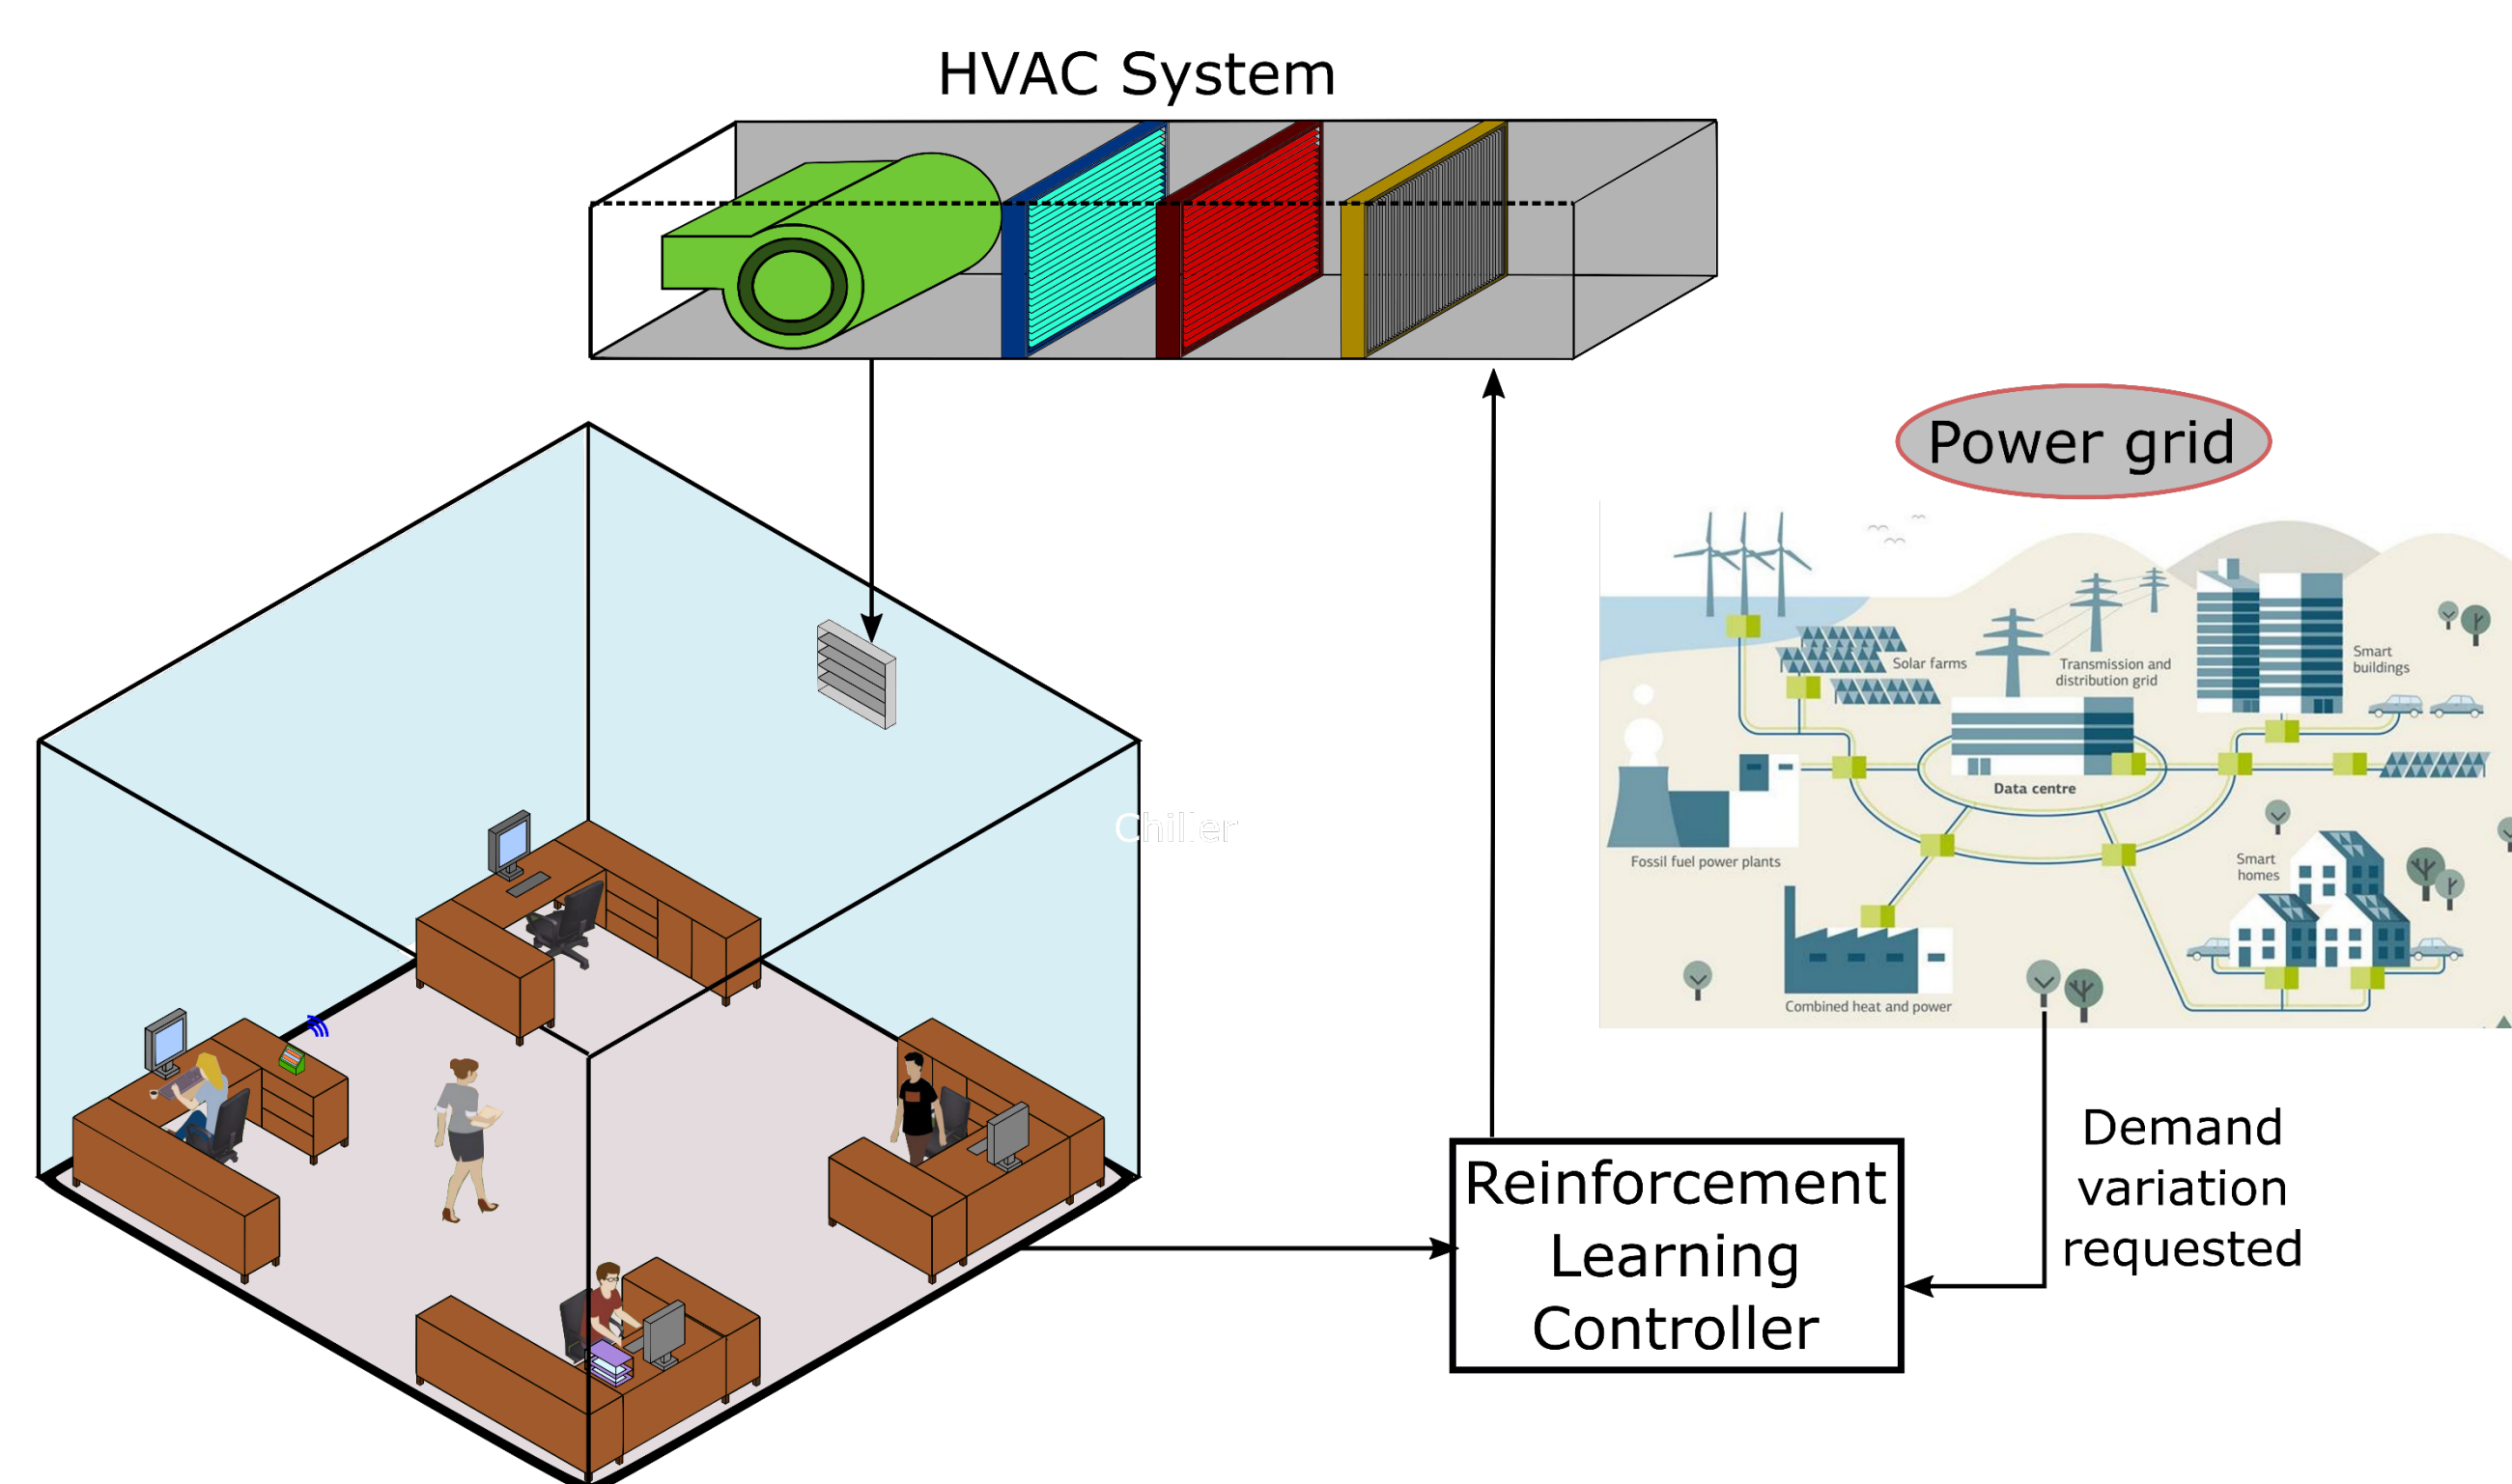 HVAC System
Power grid
Solar farms
Transmission and
distribution grid
Smart
buildings
Data centre
Chiller
Fossil fuel power plants
Smart
homes
Combined heat and power
Demand
variation
requested
Reinforcement
Learning
Controller